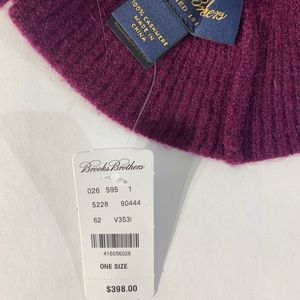 Brothers
100% CASHMERE
MADE IN
CHINA
Brooks Brothers
026 595 1
5228 90444
62 V353I
416056026
ONE SIZE
$398.00